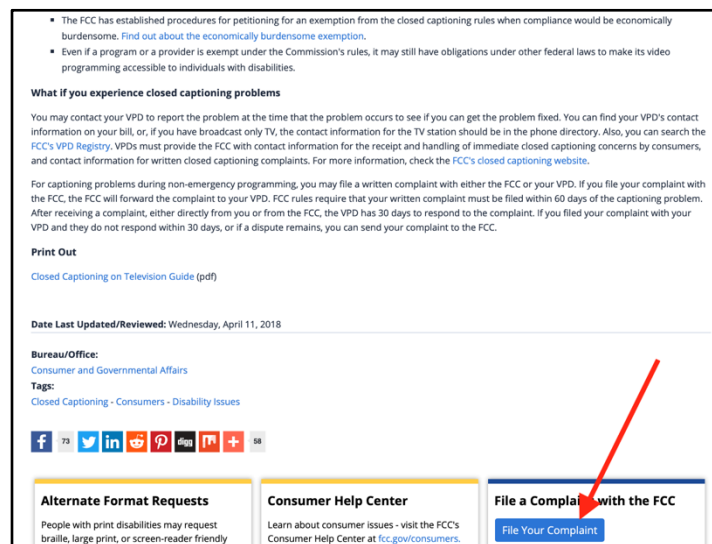 The FCC has established procedures for petitioning for an exemption from the closed captioning rules when compliance would be economically
burdensome. Find out about the economically burdensome exemption.
Even if a program or a provider is exempt under the Commission's rules, it may still have obligations under other federal laws to make its video
programming accessible to individuals with disabilities.
What if you experience closed captioning problems
You may contact your VPD to report the problem at the time that the problem occurs to see if you can get the problem fixed. You can find your VPD's contact
information on your bill, or, if you have broadcast only TV, the contact information for the TV station should be in the phone directory. Also, you can search the
FCC's VPD Registry. VPDs must provide the FCC with contact information for the receipt and handling of immediate closed captioning concerns by consumers,
and contact information for written closed captioning complaints. For more information, check the FCC's closed captioning website.
For captioning problems during non-emergency programming, you may file a written complaint with either the FCC or your VPD. If you file your complaint with
the FCC, the FCC will forward the complaint to your VPD. FCC rules require that your written complaint must be filed within 60 days of the captioning problem.
After receiving a complaint, either directly from you or from the FCC, the VPD has 30 days to respond to the complaint. If you filed your complaint with your
VPD and they do not respond within 30 days, or if a dispute remains, you can send your complaint to the FCC.
Print Out
Closed Captioning on Television Guide (pdf)
Date Last Updated/Reviewed: Wednesday, April 11, 2018
Bureau/Office:
Consumer and Governmental Affairs
Tags:
Closed Captioning - Consumers - Disability Issues
73 digg 58
Alternate Format Requests
People with print disabilities may request
braille, large print, or screen-reader friendly
Consumer Help Center
Learn about consumer issues - visit the FCC's
Consumer Help Center at fcc.gov/consumers.
File a Complaint with the FCC
File Your Complaint